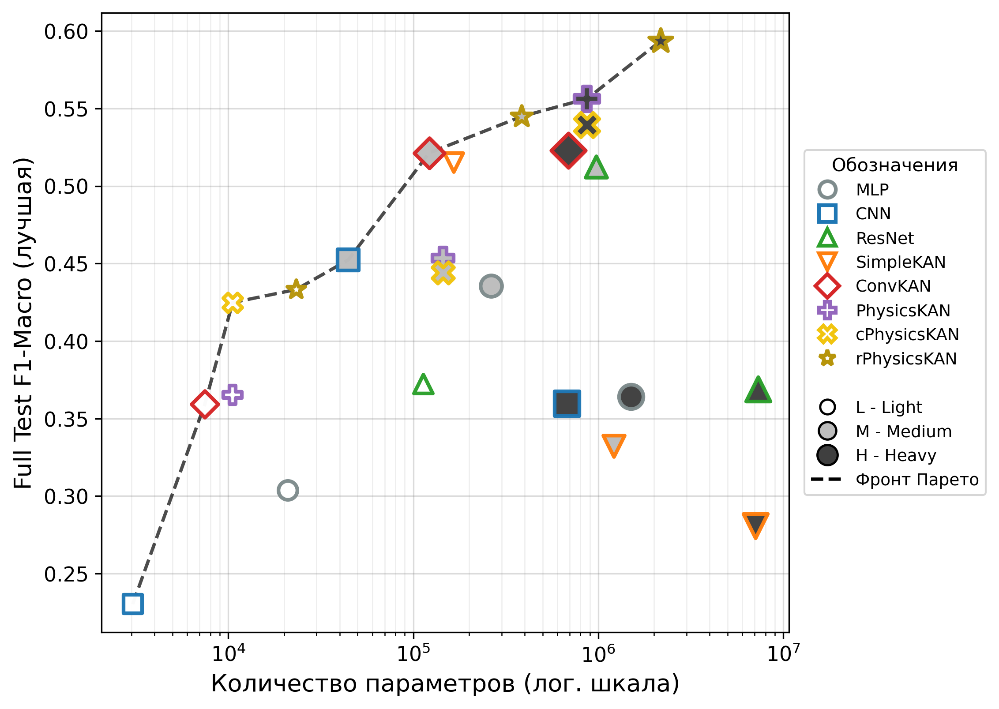 0.60
0.55
0.50
0.45
0.40
0.35
0.30
0.25
Full Test F1-Macro (лучшая)
10⁴
10⁵
10⁶
10⁷
Количество параметров (лог. шкала)
Обозначения
MLP
CNN
ResNet
SimpleKAN
ConvKAN
PhysicsKAN
cPhysicsKAN
rPhysicsKAN
L - Light
M - Medium
H - Heavy
Фронт Парето